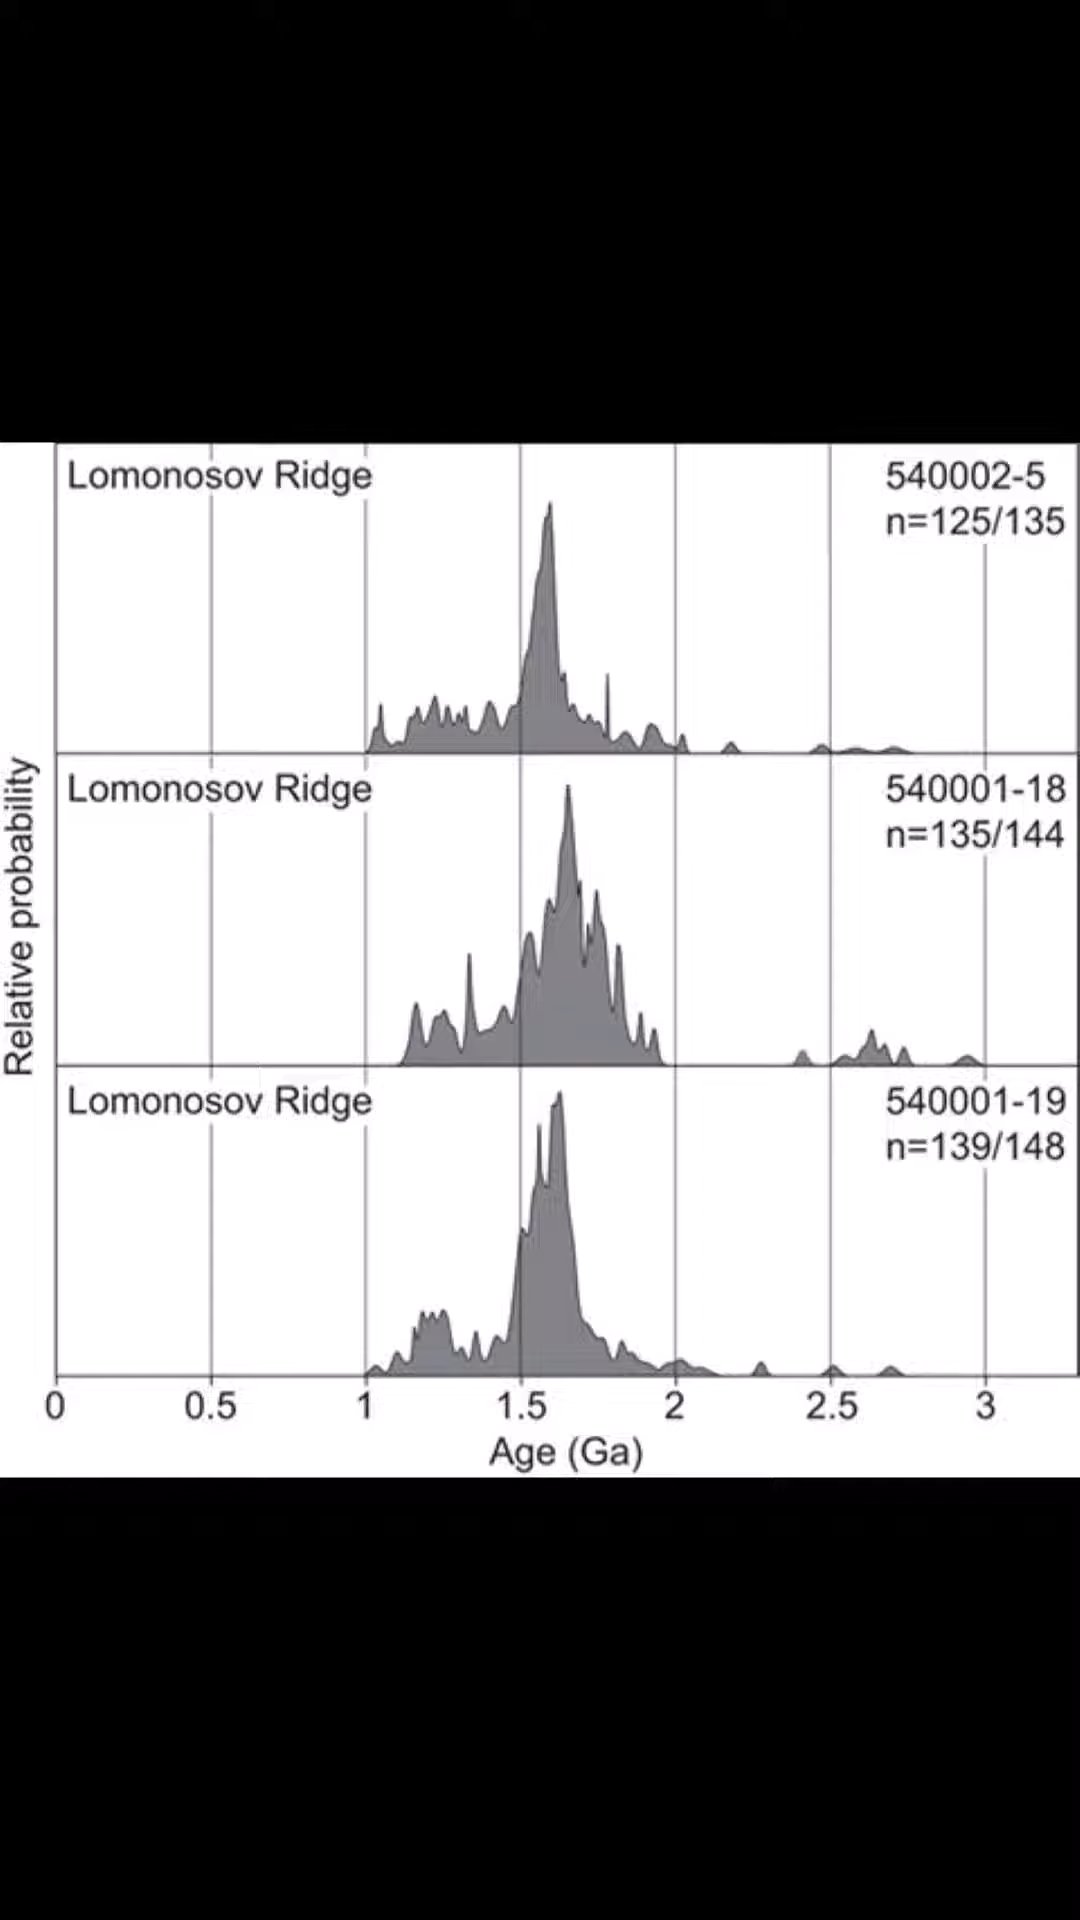 Lomonosov Ridge
540002-5
n=125/135
Lomonosov Ridge
540001-18
n=135/144
Relative probability
Lomonosov Ridge
540001-19
n=139/148
0 0.5 1 1.5 2 2.5 3
Age (Ga)